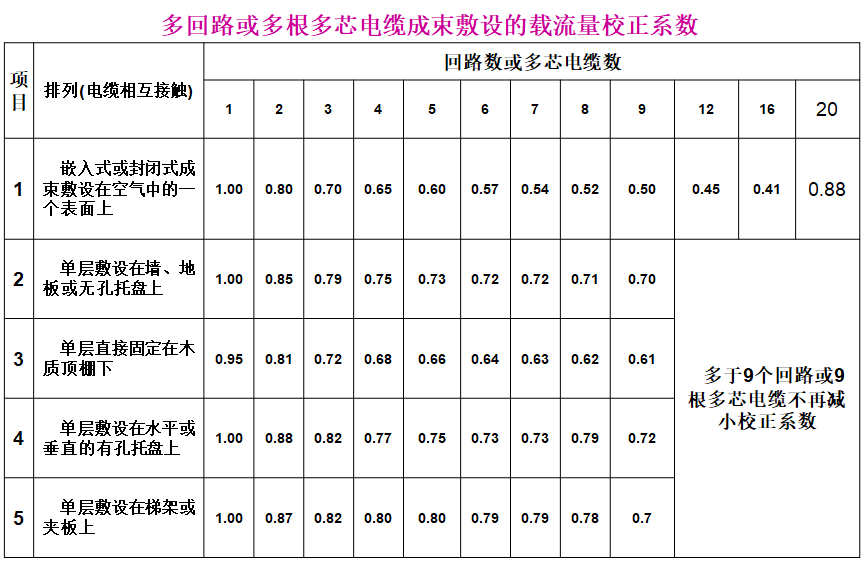 多回路或多根多芯电缆成束敷设的载流量校正系数
项目 排列(电缆相互接触) 回路数或多芯电缆数
1 2 3 4 5 6 7 8 9 12 16 20
1 嵌入式或封闭式成 束敷设在空气中的一 个表面上 1.00 0.80 0.70 0.65 0.60 0.57 0.54 0.52 0.50 0.45 0.41 0.88
2 单层敷设在墙、地 板或无孔托盘上 1.00 0.85 0.79 0.75 0.73 0.72 0.72 0.71 0.70
3 单层直接固定在木 质顶棚下 0.95 0.81 0.72 0.68 0.66 0.64 0.63 0.62 0.61
4 单层敷设在水平或 垂直的有孔托盘上 1.00 0.88 0.82 0.77 0.75 0.73 0.73 0.79 0.72
5 单层敷设在梯架或 夹板上 1.00 0.87 0.82 0.80 0.80 0.79 0.79 0.78 0.7
多于9个回路或9
根多芯电缆不再减
小校正系数